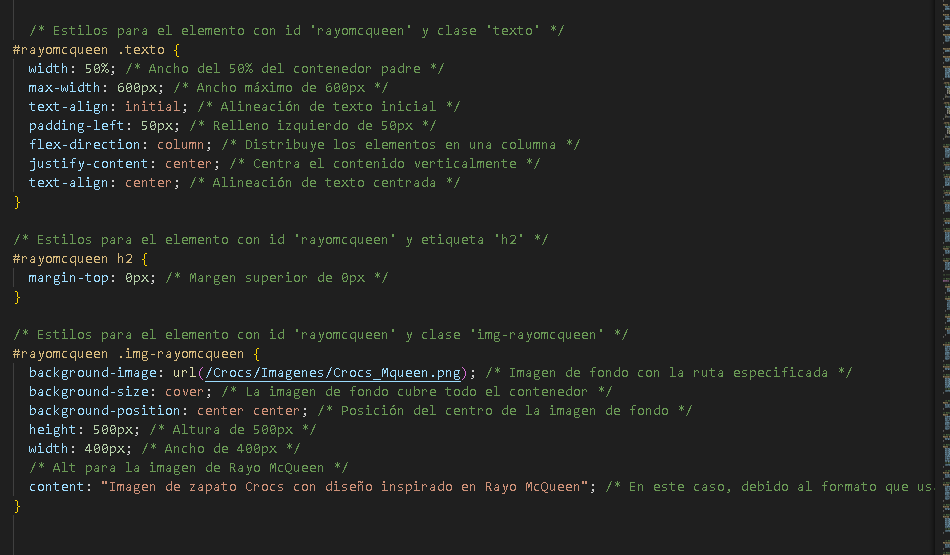 /* Estilos para el elemento con id 'rayomcqueen' y clase 'texto' */
#rayomcqueen .texto {
width: 50%; /* Ancho del 50% del contenedor padre */
max-width: 600px; /* Ancho máximo de 600px */
text-align: initial; /* Alineación de texto inicial */
padding-left: 50px; /* Relleno izquierdo de 50px */
flex-direction: column; /* Distribuye los elementos en una columna */
justify-content: center; /* Centra el contenido verticalmente */
text-align: center; /* Alineación de texto centrada */
}
/* Estilos para el elemento con id 'rayomcqueen' y etiqueta 'h2' */
#rayomcqueen h2 {
margin-top: 0px; /* Margen superior de 0px */
}
/* Estilos para el elemento con id 'rayomcqueen' y clase 'img-rayomcqueen' */
#rayomcqueen .img-rayomcqueen {
background-image: url(/Crocs/Imagenes/Crocs_Mqueen.png); /* Imagen de fondo con la ruta especificada */
background-size: cover; /* La imagen de fondo cubre todo el contenedor */
background-position: center center; /* Posición del centro de la imagen de fondo */
height: 500px; /* Altura de 500px */
width: 400px; /* Ancho de 400px */
/* Alt para la imagen de Rayo McQueen */
content: "Imagen de zapato Crocs con diseño inspirado en Rayo McQueen"; /* En este caso, debido al formato que us
}